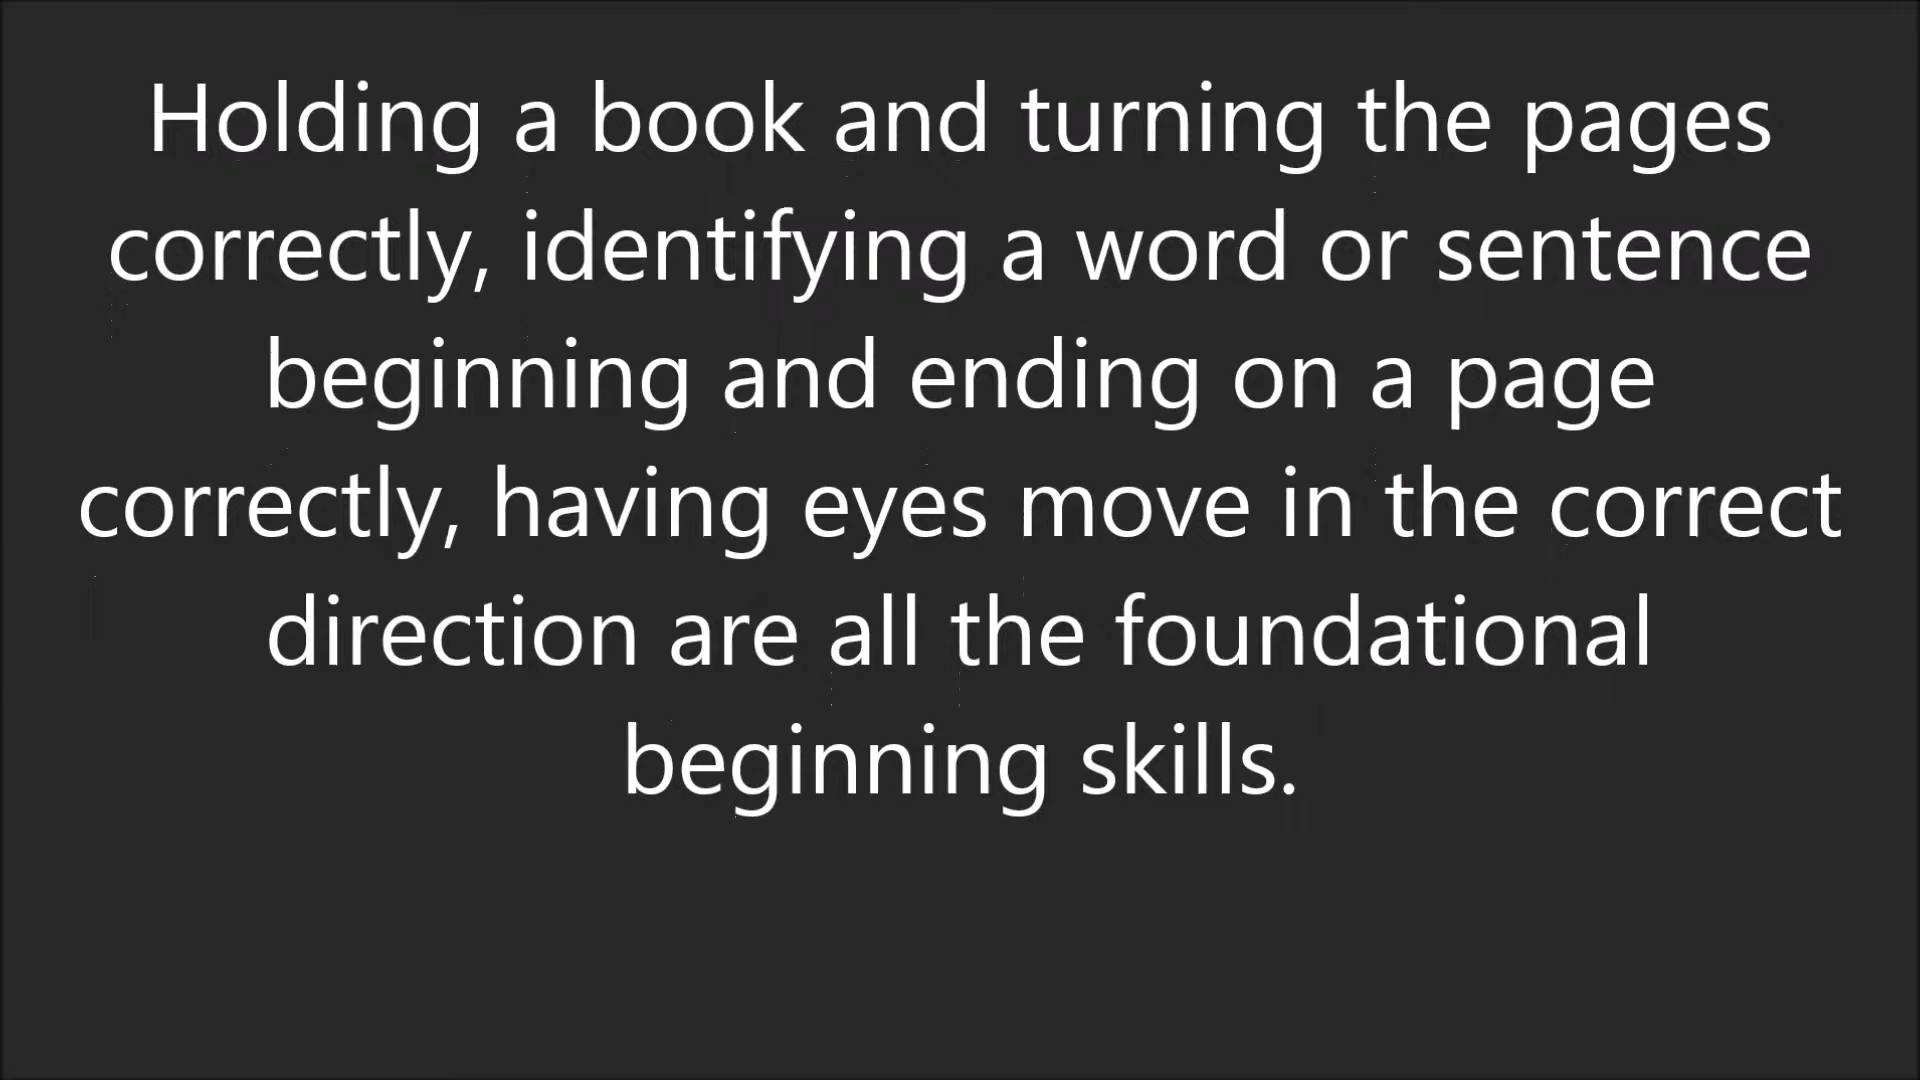 Holding a book and turning the pages
correctly, identifying a word or sentence
beginning and ending on a page
correctly, having eyes move in the correct
direction are all the foundational
beginning skills.